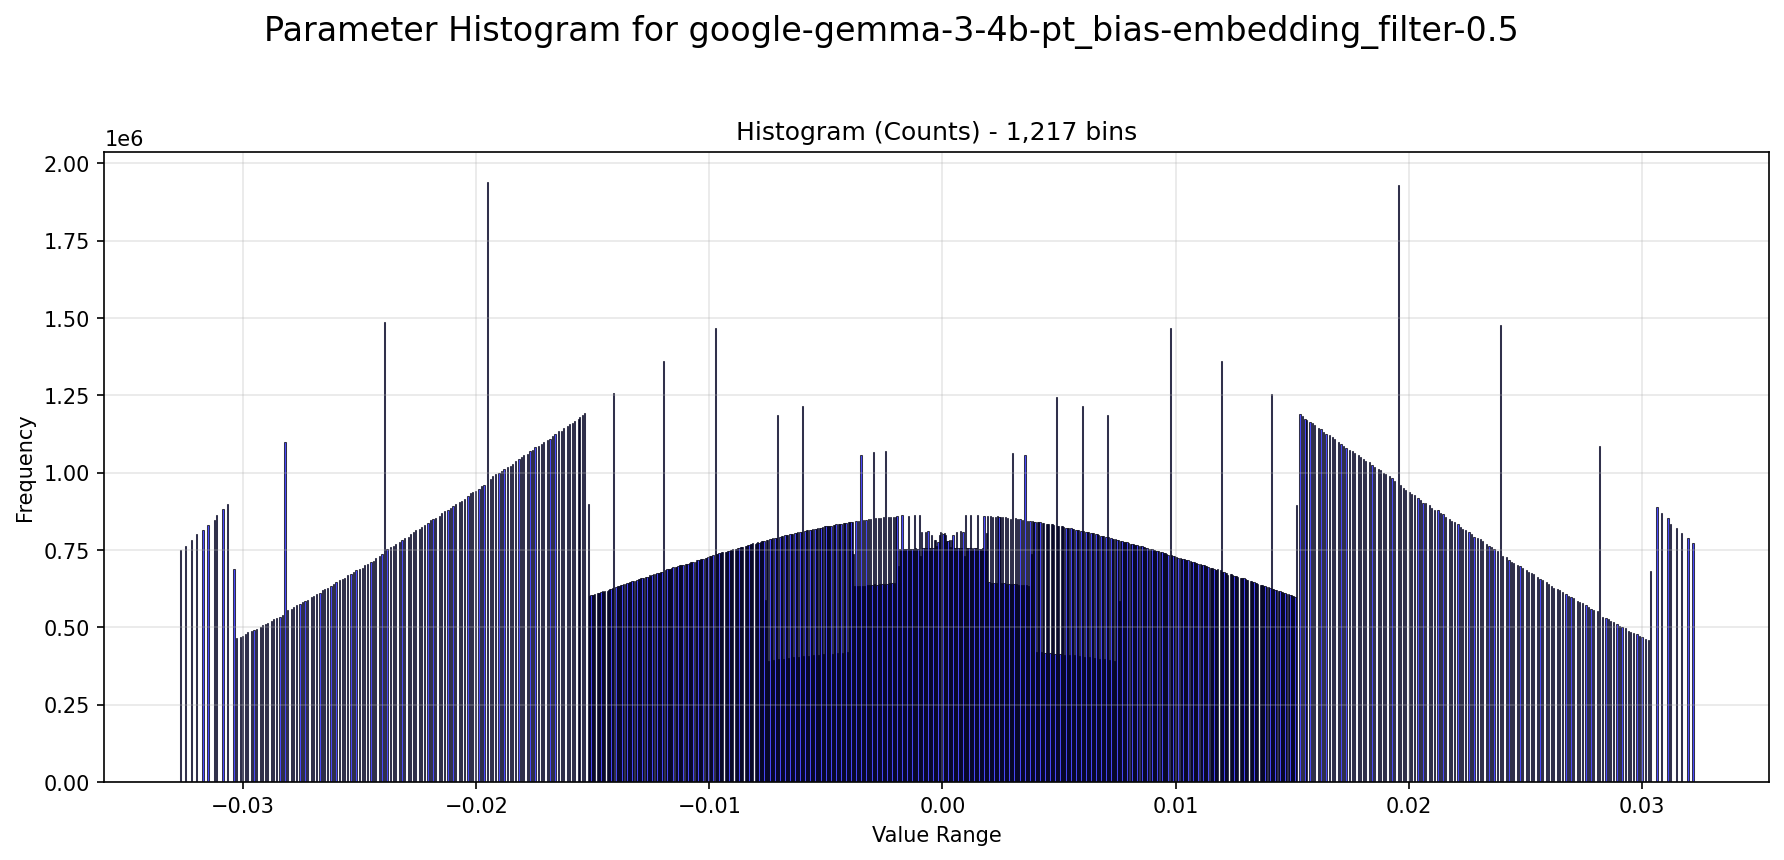 Parameter Histogram for google-gemma-3-4b-pt_bias-embedding_filter-0.5
Histogram (Counts) - 1,217 bins
1e6
2.00
1.75
1.50
1.25
1.00
0.75
0.50
0.25
0.00
Frequency
−0.03 −0.02 −0.01 0.00 0.01 0.02 0.03
Value Range